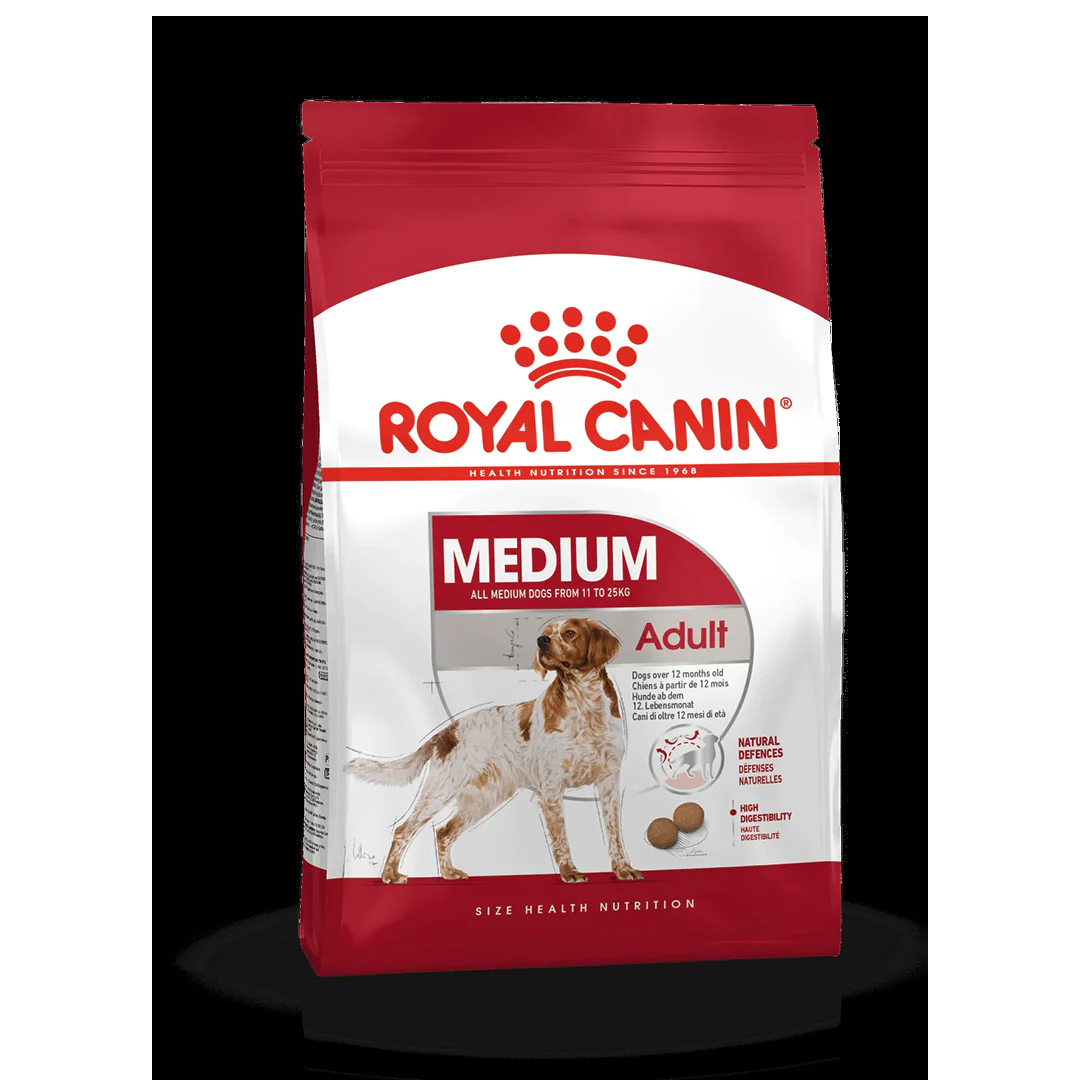 ROYAL CANIN®
HEALTH NUTRITION SINCE 1968
MEDIUM
ALL MEDIUM DOGS FROM 11 TO 25KG
Adult
Dogs over 12 months old
Chiens à partir de 12 mois
Hunde ab dem
12. Lebensmonat
Cani di oltre 12 mesi di età
NATURAL
DEFENCES
DÉFENSES
NATURELLES
HIGH
DIGESTIBILITY
HAUTE
DIGESTIBILITÉ
SIZE HEALTH NUTRITION